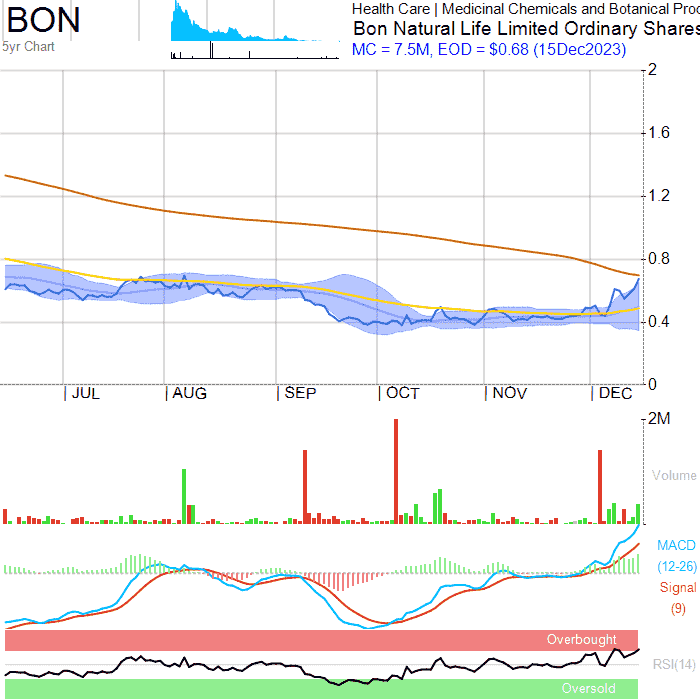 BON
5yr Chart
Health Care | Medicinal Chemicals and Botanical Prod
Bon Natural Life Limited Ordinary Shares
MC = 7.5M, EOD = $0.68 (15Dec2023)
2
1.6
1.2
0.8
0.4
0
JUL AUG SEP OCT NOV DEC
2M
Volume
MACD
(12-26)
Signal
(9)
Overbought
RSI(14)
Oversold